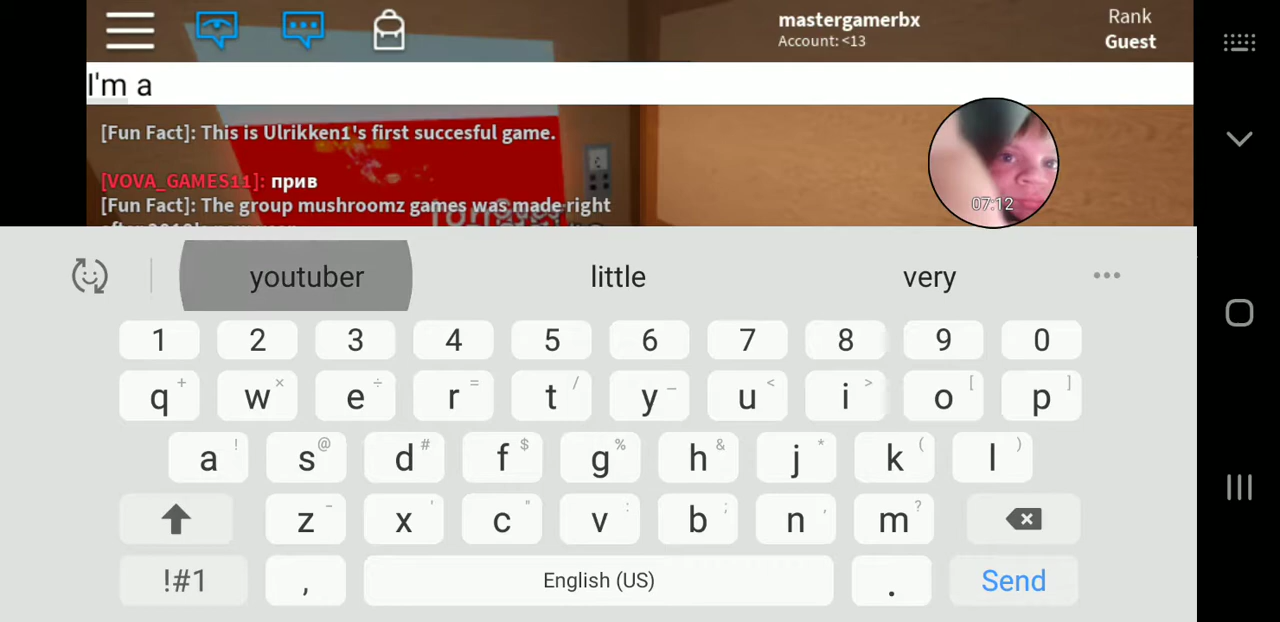 mastergamerbx
Account: <13
Rank
Guest
I'm a
[Fun Fact]: This is Ulrikken1's first succesful game.
[VOVA_GAMES11]: прив
[Fun Fact]: The group mushroomz games was made right
07:12
youtuber little very
1 2 3 4 5 6 7 8 9 0
q + w × e ÷ r = t / y _ u < i > o [ p ]
a ! s @ d # f $ g % h & j * k ( l )
z - x ' c " v : b ; n , m ?
!#1 , English (US) . Send